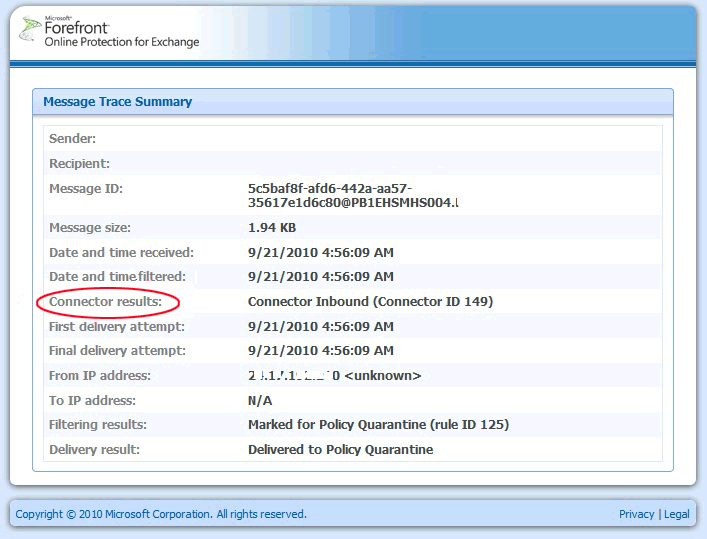 Microsoft®
Forefront™
Online Protection for Exchange
Message Trace Summary
Sender:
Recipient:
Message ID: 5c5baf8f-afd6-442a-aa57-
35617e1d6c80@PB1EHSMHS004.
Message size: 1.94 KB
Date and time received: 9/21/2010 4:56:09 AM
Date and time filtered: 9/21/2010 4:56:09 AM
Connector results: Connector Inbound (Connector ID 149)
First delivery attempt: 9/21/2010 4:56:09 AM
Final delivery attempt: 9/21/2010 4:56:09 AM
From IP address: <unknown>
To IP address: N/A
Filtering results: Marked for Policy Quarantine (rule ID 125)
Delivery result: Delivered to Policy Quarantine
Copyright © 2010 Microsoft Corporation. All rights reserved. Privacy | Legal